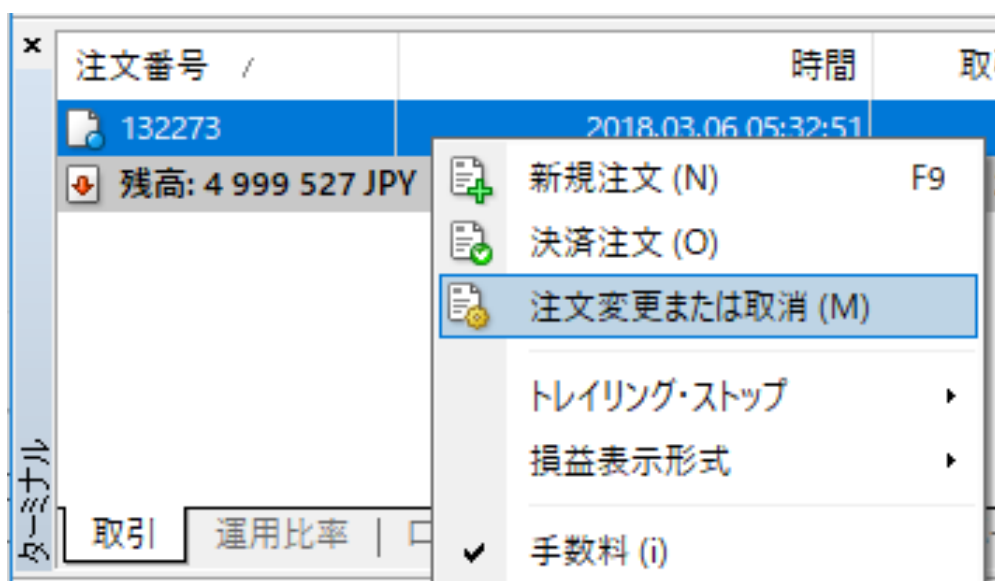 注文番号 / 時間
132273 2018.03.06 05:32:51
残高: 4 999 527 JPY
新規注文 (N) F9
決済注文 (O)
注文変更または取消 (M)
トレイリング・ストップ
損益表示形式
手数料 (i)
ターミナル
取引 運用比率 |